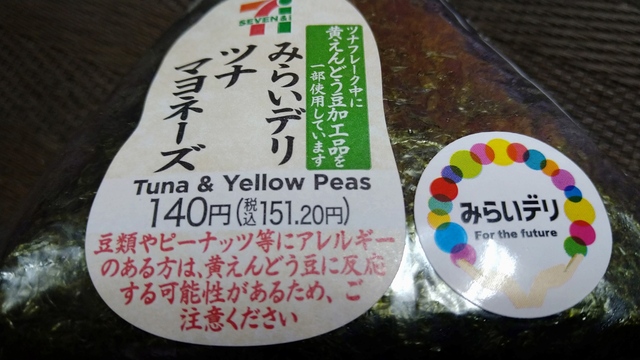 7
SEVEN & i
ツナフレーク中に
黄えんどう豆加工品を
一部使用しています
みらいデリ
ツナ
マヨネーズ
Tuna & Yellow Peas
140円(税込151.20円)
豆類やピーナッツ等にアレルギー
のある方は、黄えんどう豆に反応
する可能性があるため、ご
注意ください
みらいデリ
For the future